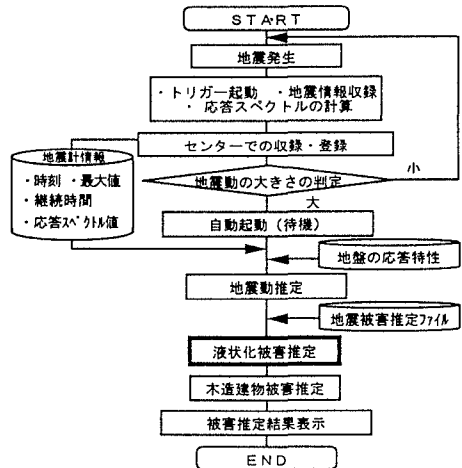 START
地震発生
・トリガー起動 ・地震情報収録
・応答スペクトルの計算
センターでの収録・登録
地震計情報
・時刻 ・最大値
・継続時間
・応答スペクトル値
地震動の大きさの判定
小
大
自動起動（待機）
地盤の応答特性
地震動推定
地震被害推定ファイル
液状化被害推定
木造建物被害推定
被害推定結果表示
END